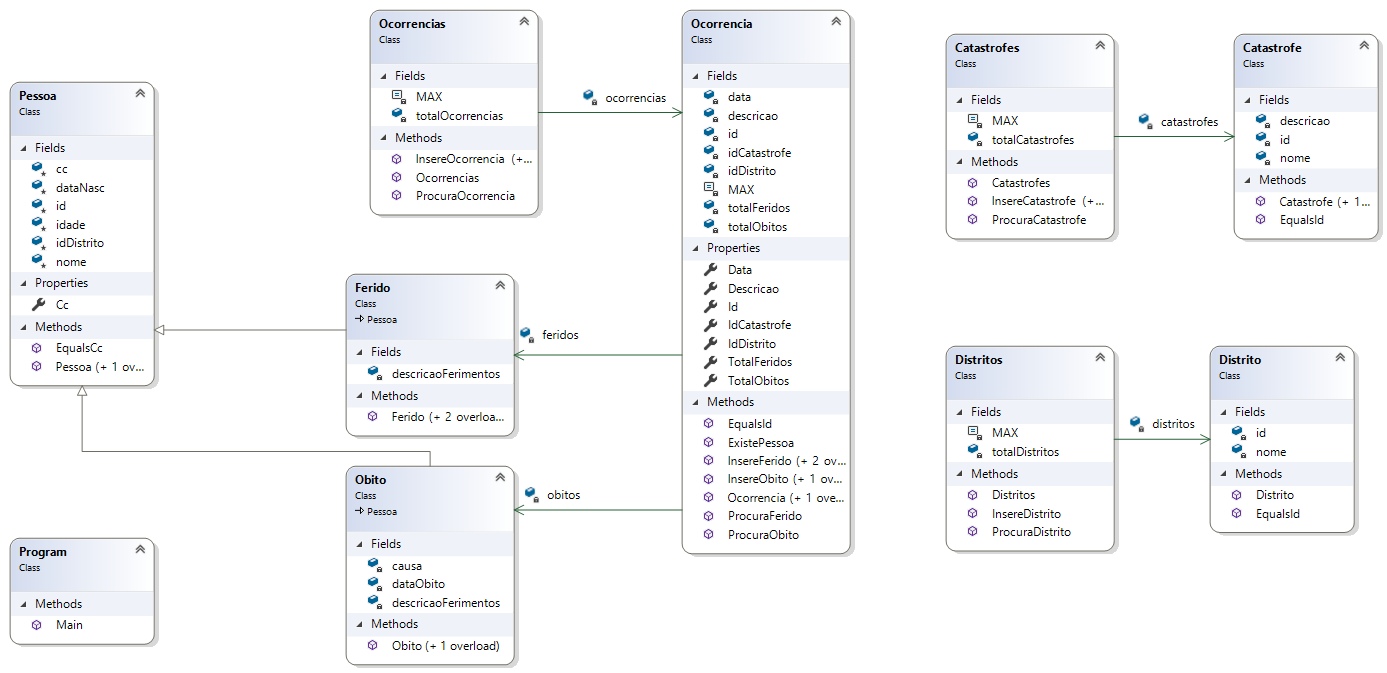 Pessoa
Class
Fields
cc
dataNasc
id
idade
idDistrito
nome
Properties
Cc
Methods
EqualsCc
Pessoa (+ 1 ov...
Program
Class
Methods
Main
Ocorrencias
Class
Fields
MAX
totalOcorrencias
Methods
InsereOcorrencia (+...
Ocorrencias
ProcuraOcorrencia
ocorrencias
Ferido
Class
Pessoa
Fields
descricaoFerimentos
Methods
Ferido (+ 2 overloa...
feridos
Obito
Class
Pessoa
Fields
causa
dataObito
descricaoFerimentos
Methods
Obito (+ 1 overload)
obitos
Ocorrencia
Class
Fields
data
descricao
id
idCatastrofe
idDistrito
MAX
totalFeridos
totalObitos
Properties
Data
Descricao
Id
IdCatastrofe
IdDistrito
TotalFeridos
TotalObitos
Methods
EqualsId
ExistePessoa
InsereFerido (+ 2 ov...
InsereObito (+ 1 ov...
Ocorrencia (+ 1 ove...
ProcuraFerido
ProcuraObito
Catastrofes
Class
Fields
MAX
totalCatastrofes
Methods
Catastrofes
InsereCatastrofe (+...
ProcuraCatastrofe
catastrofes
Catastrofe
Class
Fields
descricao
id
nome
Methods
Catastrofe (+ 1...
EqualsId
Distritos
Class
Fields
MAX
totalDistritos
Methods
Distritos
InsereDistrito
ProcuraDistrito
distritos
Distrito
Class
Fields
id
nome
Methods
Distrito
EqualsId